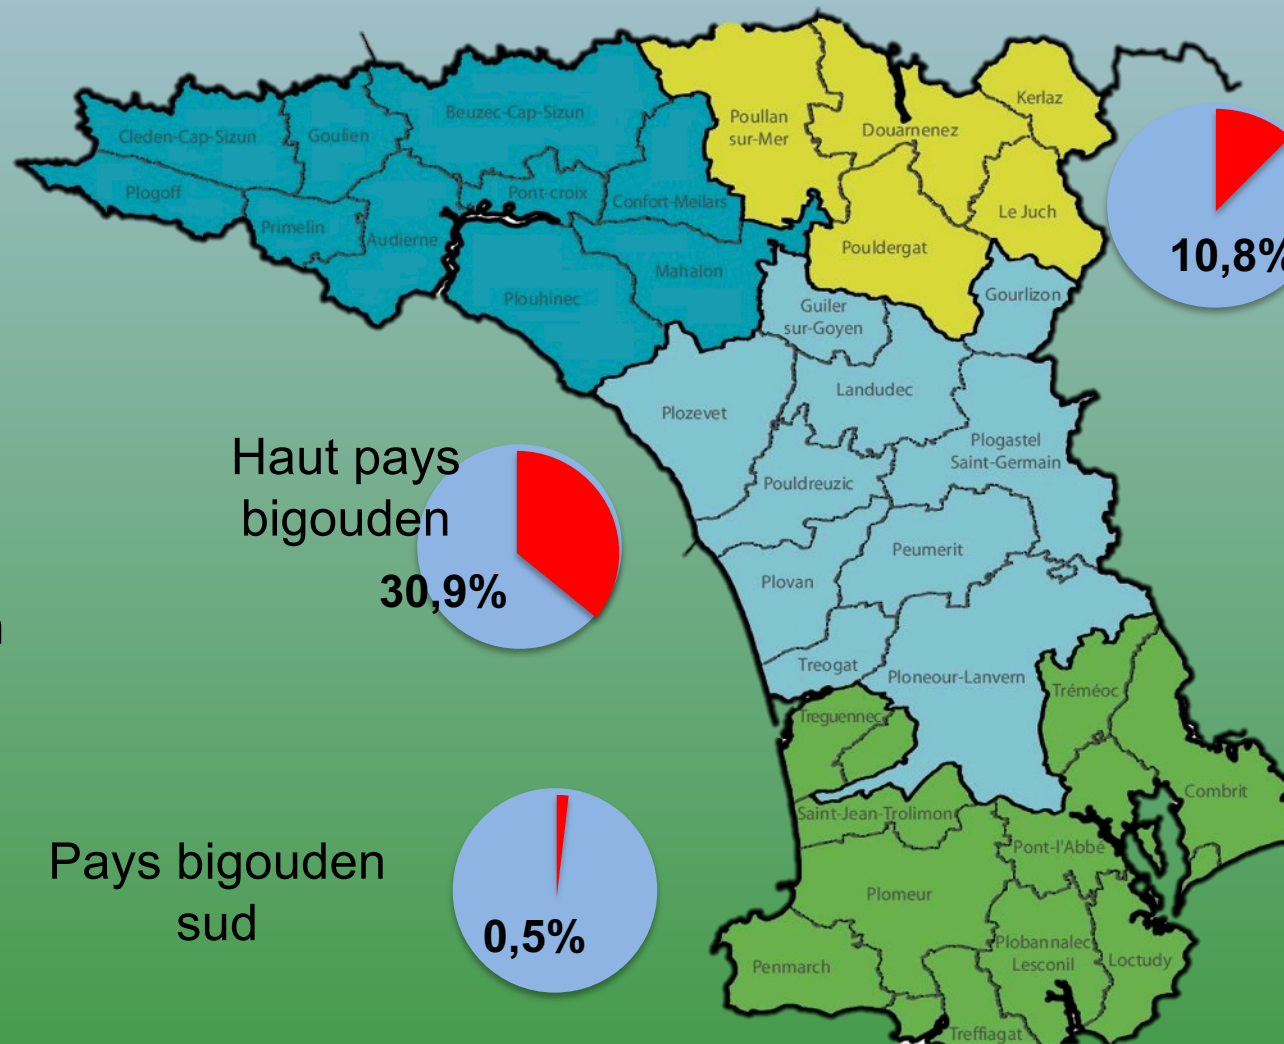 Kerlaz
Beuzec-Cap-Sizun
Poullan
sur-Mer
Cleden-Cap-Sizun
Goulien
Douarnenez
Plogoff
Pont-croix
Confort-Meilars
Le Juch
Primelin
Audierne
Pouldergat
10,8%
Mahalon
Plouhinec
Guiler
sur-Goyen
Gourlizon
Landudec
Plozevet
Plogastel
Saint-Germain
Haut pays
bigouden
30,9%
Pouldreuzic
Peumerit
Plovan
Treogat
Ploneour-Lanvern
Tréméoc
Treguennec
Combrit
Saint-Jean-Trolimon
Pont-l'Abbé
Pays bigouden
sud
0,5%
Plomeur
Plobannalec
Lesconil
Loctudy
Penmarch
Treffiagat